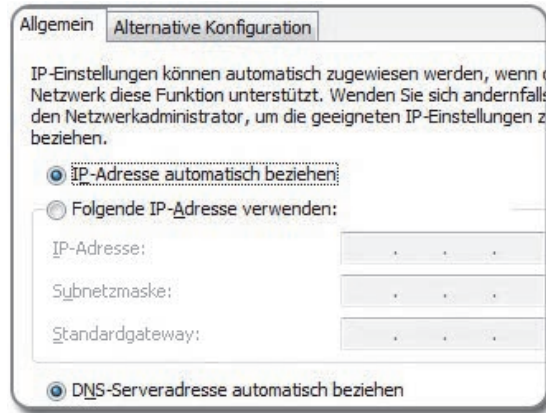 Allgemein Alternative Konfiguration
IP-Einstellungen können automatisch zugewiesen werden, wenn
Netzwerk diese Funktion unterstützt. Wenden Sie sich andernfalls
den Netzwerkadministrator, um die geeigneten IP-Einstellungen
beziehen.
IP-Adresse automatisch beziehen
Folgende IP-Adresse verwenden:
IP-Adresse: . . .
Subnetzmaske: . . .
Standardgateway: . . .
DNS-Serveradresse automatisch beziehen